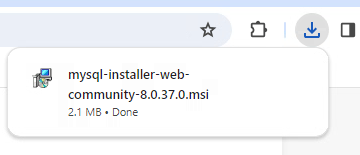 mysql-installer-web-
community-8.0.37.0.msi
2.1 MB • Done